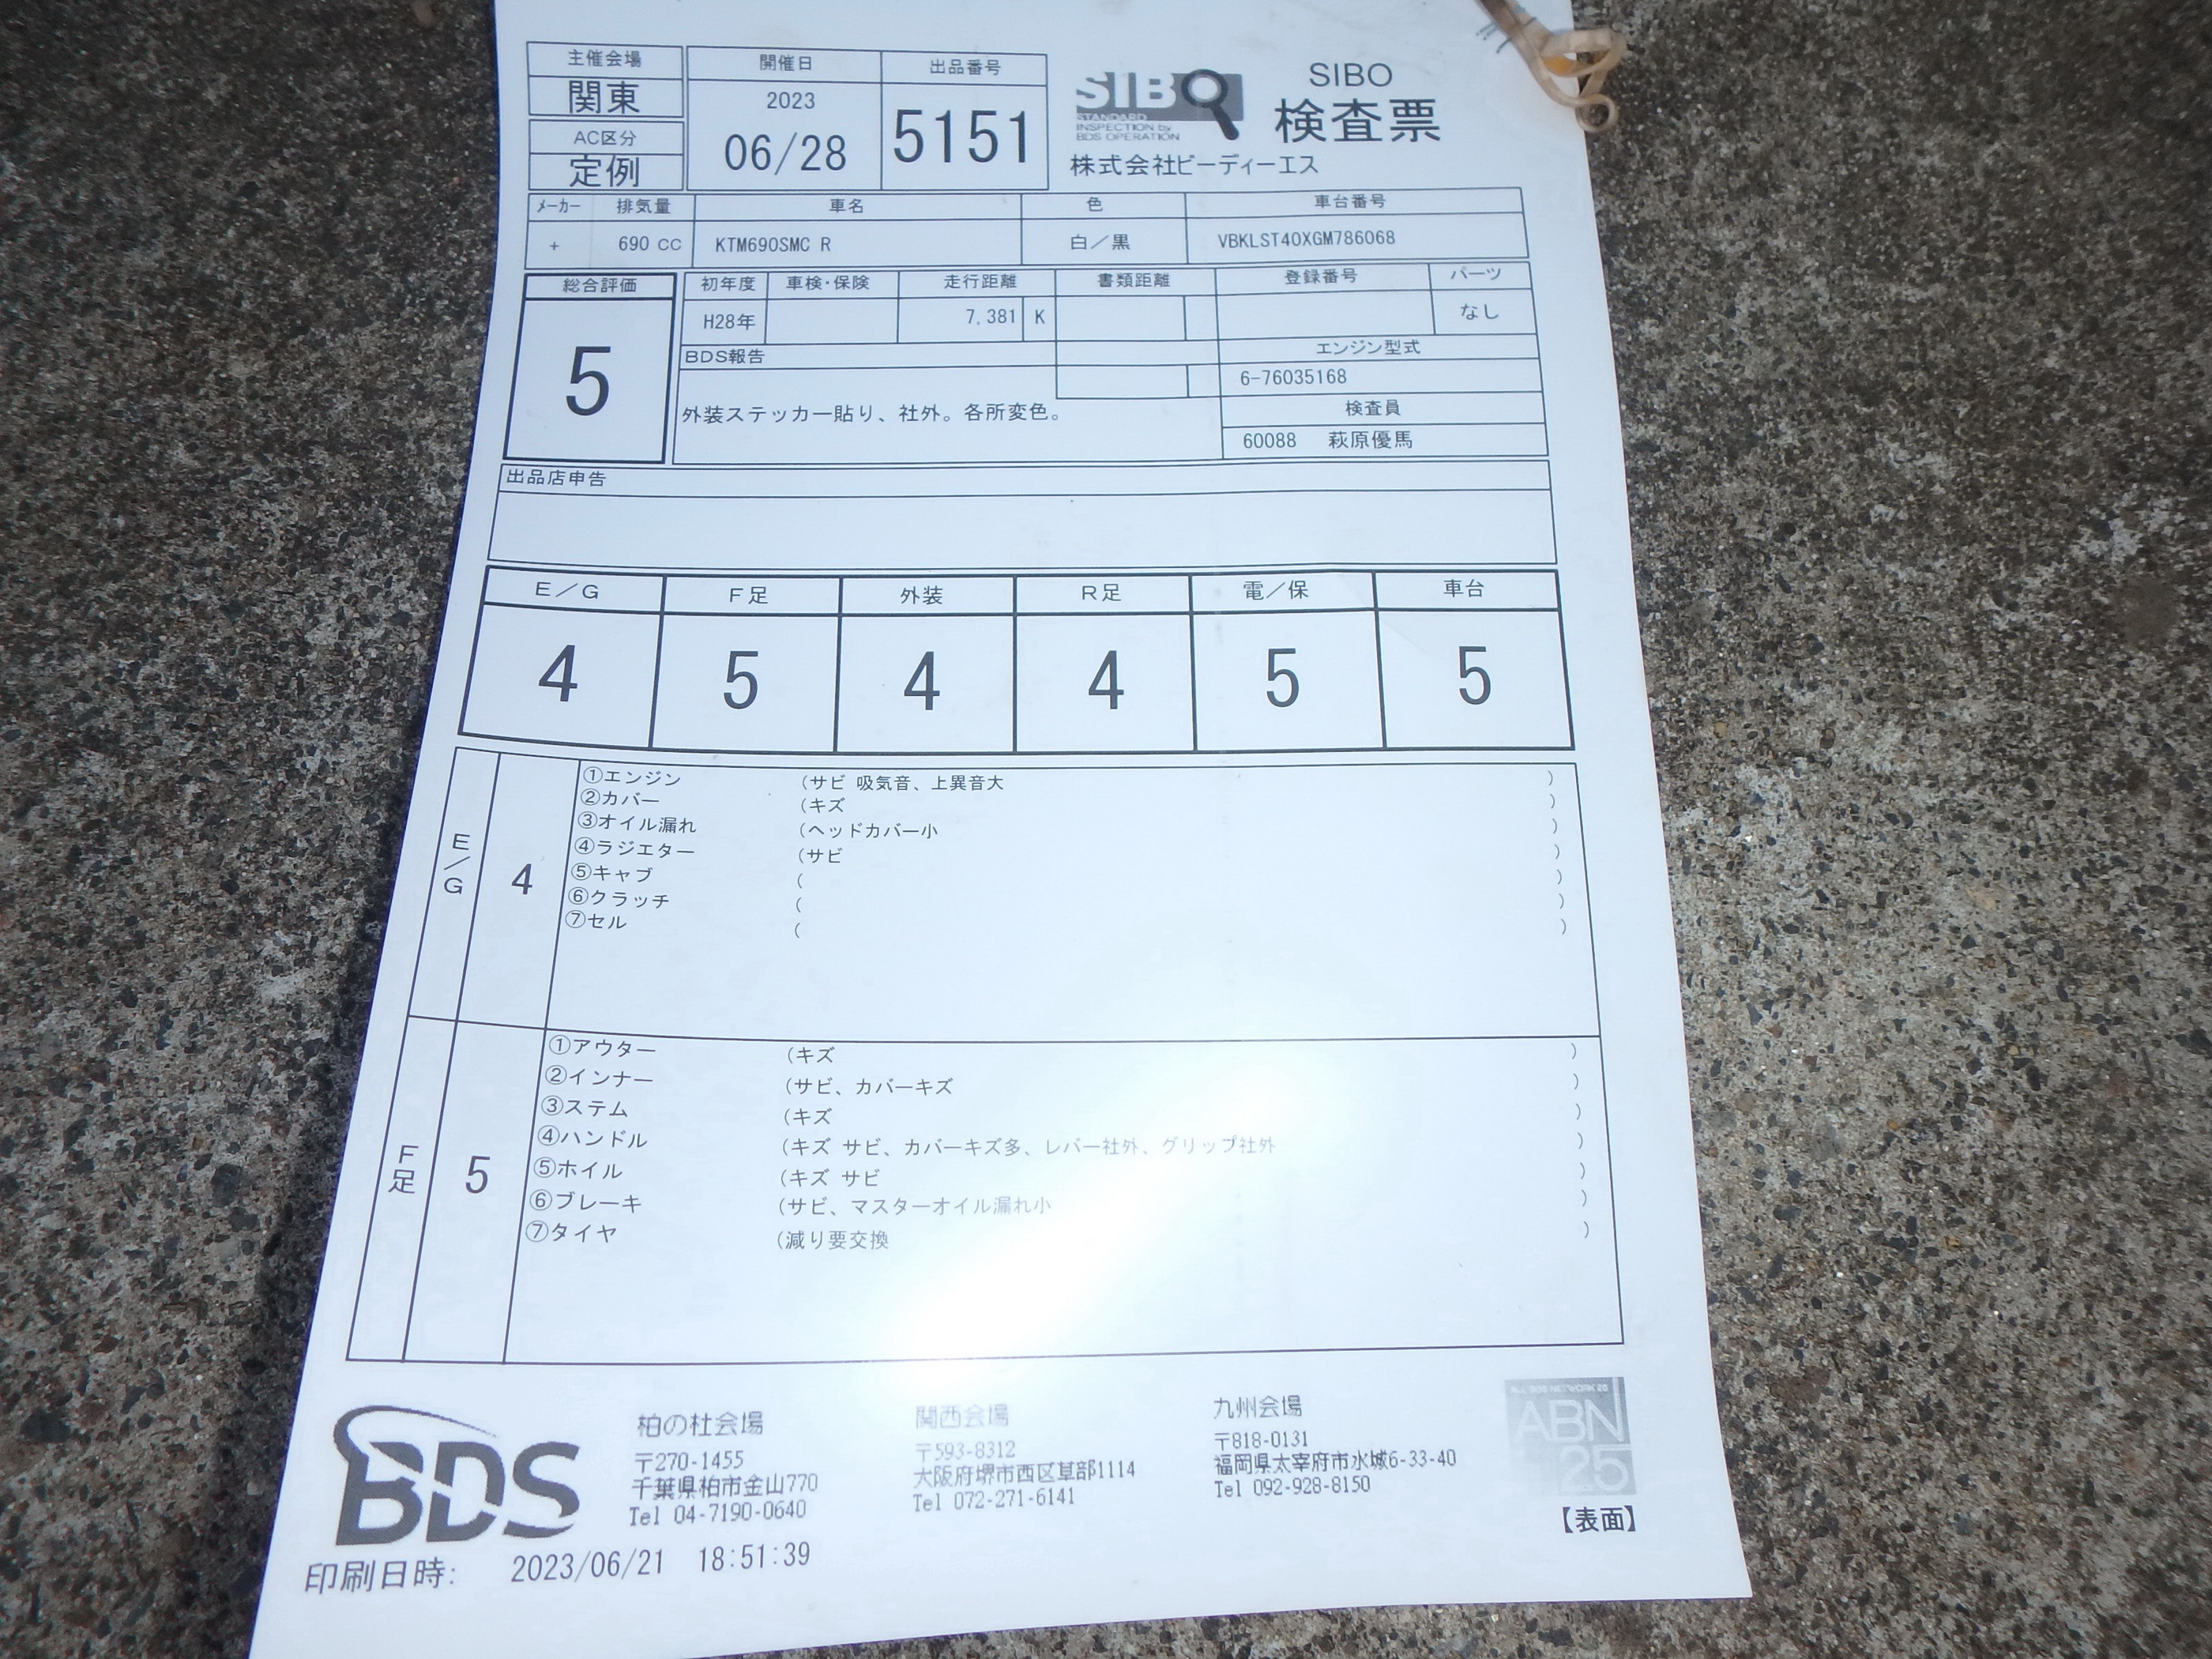 主催会場 開催日 出品番号
関東 2023 06/28 5151
AC区分
定例
SIBO
STANDARD
INSPECTION by
BDS OPERATION
SIBO
検査票
株式会社ビーディーエス
メーカー 排気量 車名 色 車台番号
+ 690 CC KTM690SMC R 白／黒 VBKLST40XGM786068
総合評価 初年度 車検・保険 走行距離 書類距離 登録番号 パーツ
5 H28年 7,381 K なし
BDS報告 エンジン型式
6-76035168
外装ステッカー貼り、社外。各所変色。 検査員
60088 萩原優馬
出品店申告
E／G F足 外装 R足 電／保 車台
4 5 4 4 5 5
E／G 4
①エンジン (サビ 吸気音、上異音大 )
②カバー (キズ )
③オイル漏れ (ヘッドカバー小 )
④ラジエター (サビ )
⑤キャブ ( )
⑥クラッチ ( )
⑦セル ( )
F足 5
①アウター (キズ )
②インナー (サビ、カバーキズ )
③ステム (キズ )
④ハンドル (キズ サビ、カバーキズ多、レバー社外、グリップ社外 )
⑤ホイル (キズ サビ )
⑥ブレーキ (サビ、マスターオイル漏れ小 )
⑦タイヤ (減り要交換 )
BDS
柏の杜会場
〒270-1455
千葉県柏市金山770
Tel 04-7190-0640
関西会場
〒593-8312
大阪府堺市西区草部1114
Tel 072-271-6141
九州会場
〒818-0131
福岡県太宰府市水城6-33-40
Tel 092-928-8150
ALL BDS NETWORK 25
ABN
25
【表面】
印刷日時: 2023/06/21 18:51:39